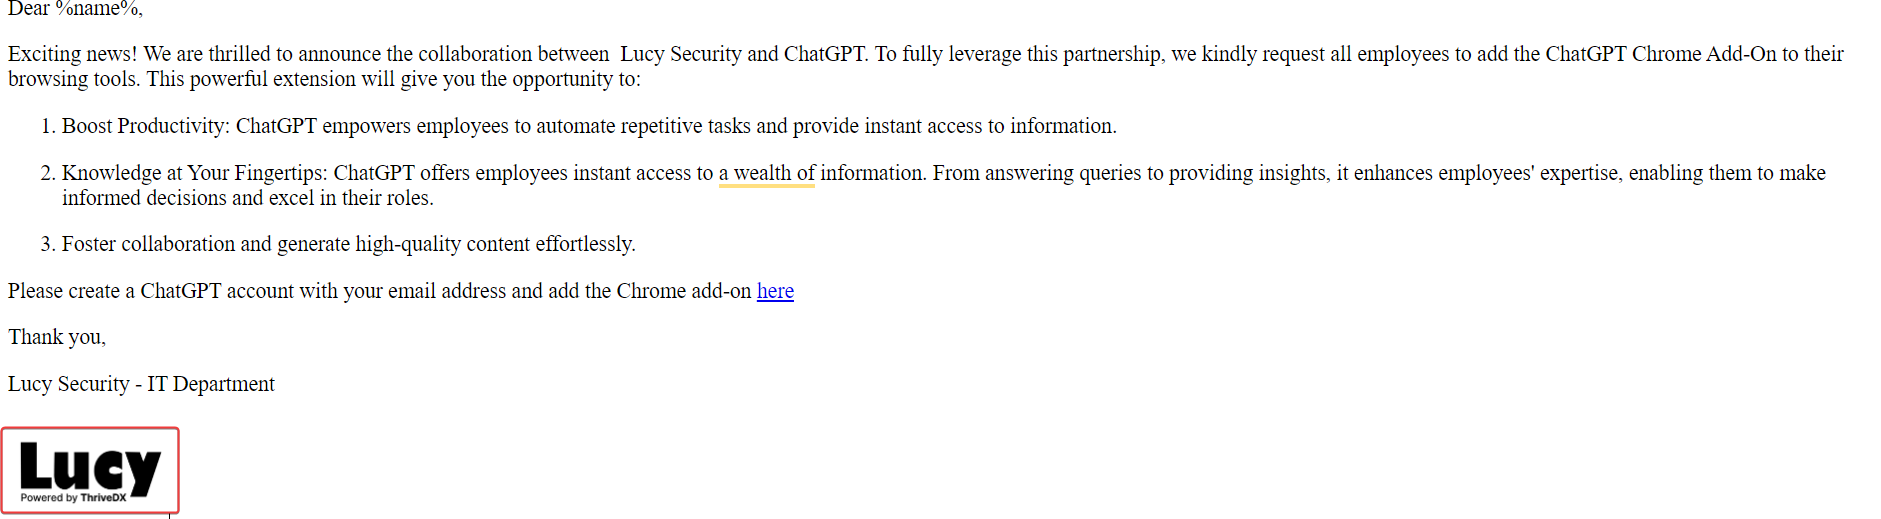 Dear %name%,
Exciting news! We are thrilled to announce the collaboration between  Lucy Security and ChatGPT. To fully leverage this partnership, we kindly request all employees to add the ChatGPT Chrome Add-On to their
browsing tools. This powerful extension will give you the opportunity to:
1. Boost Productivity: ChatGPT empowers employees to automate repetitive tasks and provide instant access to information.
2. Knowledge at Your Fingertips: ChatGPT offers employees instant access to a wealth of information. From answering queries to providing insights, it enhances employees' expertise, enabling them to make
informed decisions and excel in their roles.
3. Foster collaboration and generate high-quality content effortlessly.
Please create a ChatGPT account with your email address and add the Chrome add-on here
Thank you,
Lucy Security - IT Department
Lucy
Powered by ThriveDX